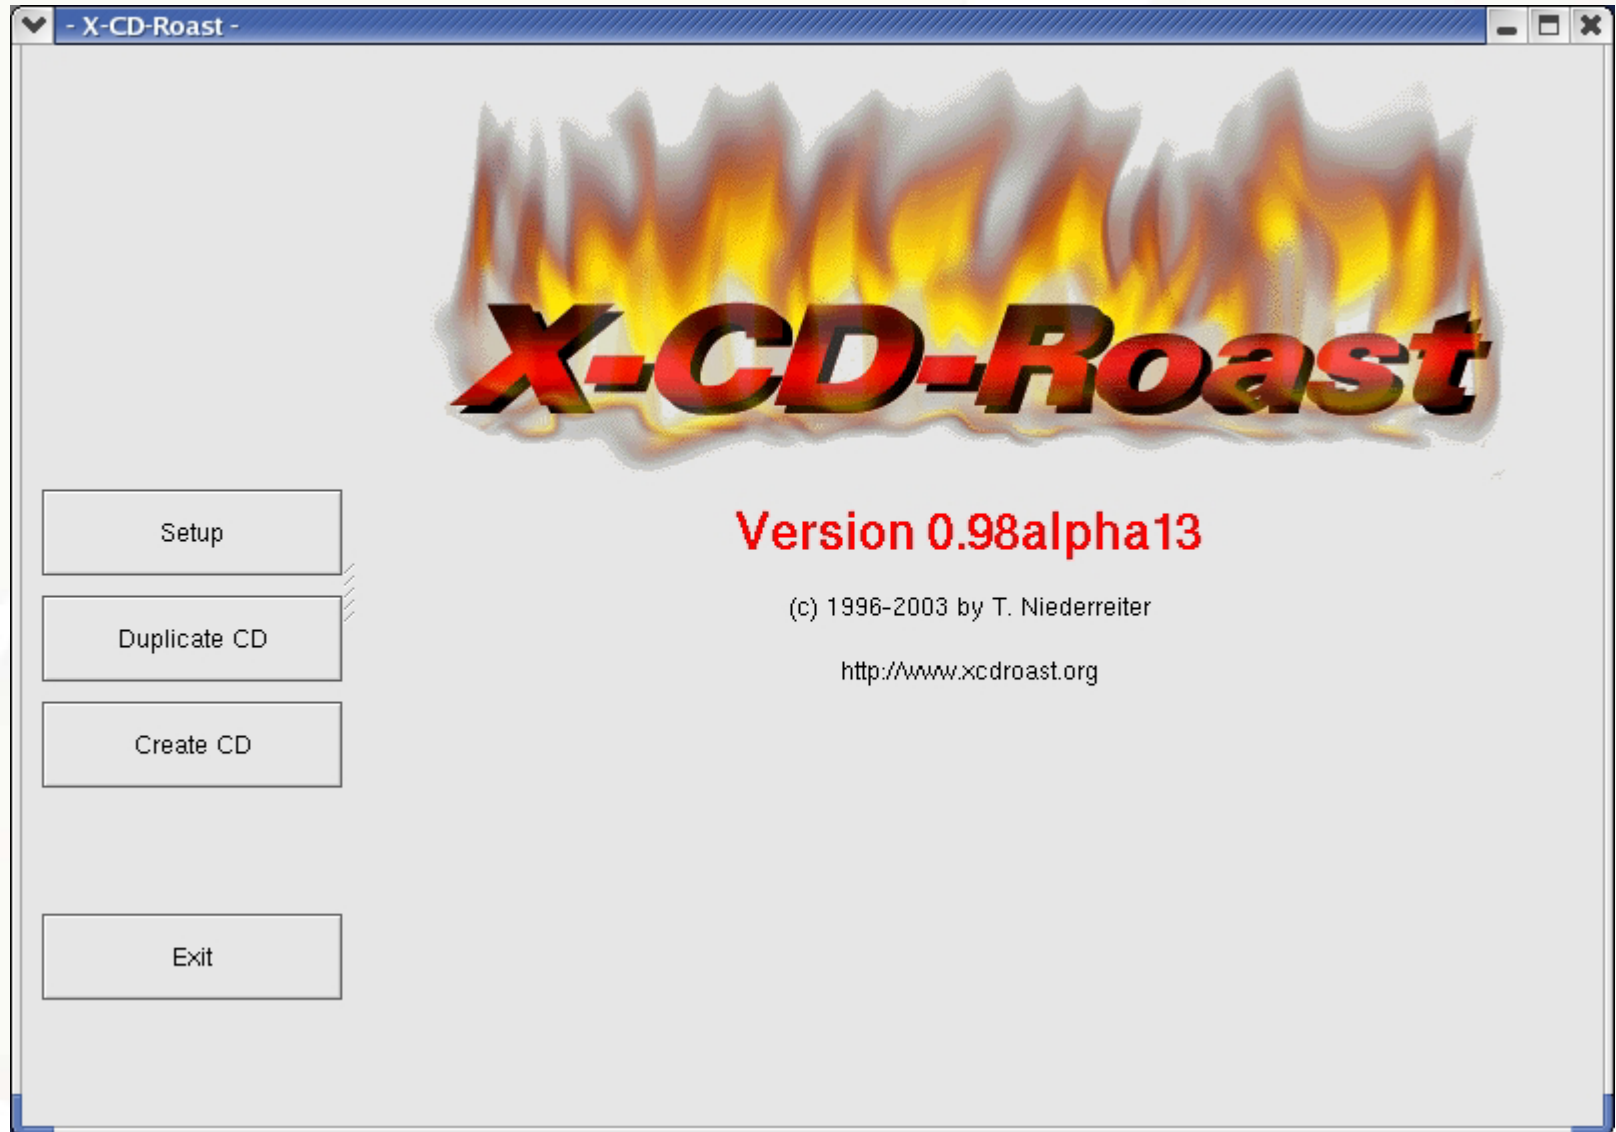 - X-CD-Roast -
X-CD-Roast
Setup
Version 0.98alpha13
(c) 1996-2003 by T. Niederreiter
Duplicate CD
http://www.xcdroast.org
Create CD
Exit